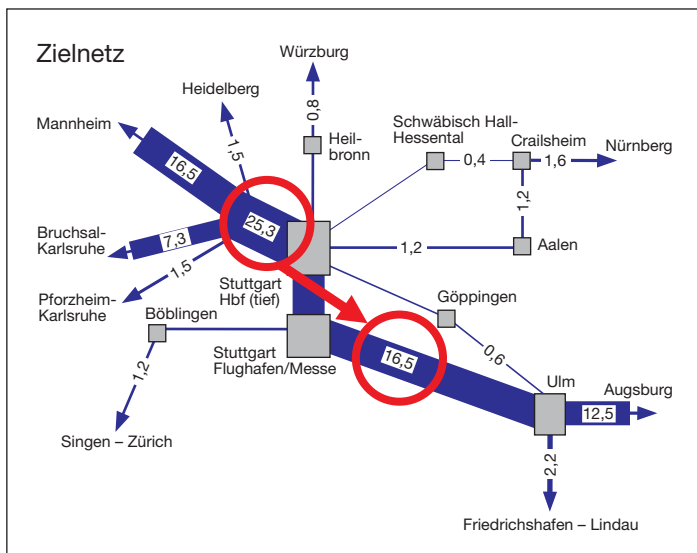 Zielnetz
Würzburg
Heidelberg
Mannheim
0,8
Heil-
bronn
Schwäbisch Hall-
Hessental
Crailsheim
Nürnberg
1,5
16,5
0,4
1,6
1,2
25,3
7,3
Bruchsal-
Karlsruhe
1,5
1,2
Aalen
Pforzheim-
Karlsruhe
Stuttgart
Hbf (tief)
Göppingen
Böblingen
Stuttgart
Flughafen/Messe
16,5
0,6
1,2
Ulm
Augsburg
12,5
Singen – Zürich
2,2
Friedrichshafen – Lindau